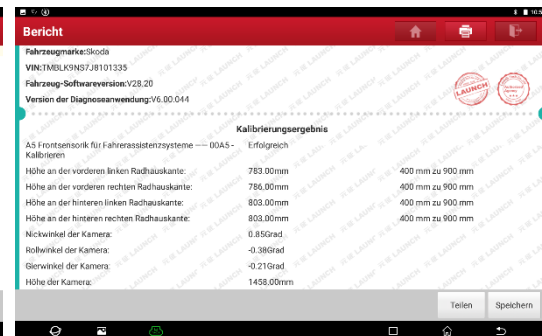 10:5
Bericht
Fahrzeugmarke:Skoda
VIN:TMBLK9NS7J8101335
Fahrzeug-Softwareversion:V28.20
Version der Diagnoseanwendung:V6.00.044
LAUNCH
Kalibrierungsergebnis
A5 Frontsensorik für Fahrerassistenzsysteme ---- 00A5 - Erfolgreich
Kalibrieren
Höhe an der vorderen linken Radhauskante: 783.00mm 400 mm zu 900 mm
Höhe an der vorderen rechten Radhauskante: 786.00mm 400 mm zu 900 mm
Höhe an der hinteren linken Radhauskante: 803.00mm 400 mm zu 900 mm
Höhe an der hinteren rechten Radhauskante: 803.00mm 400 mm zu 900 mm
Nickwinkel der Kamera: 0.85Grad
Rollwinkel der Kamera: -0.38Grad
Gierwinkel der Kamera: -0.21Grad
Höhe der Kamera: 1458.00mm
Teilen Speichern